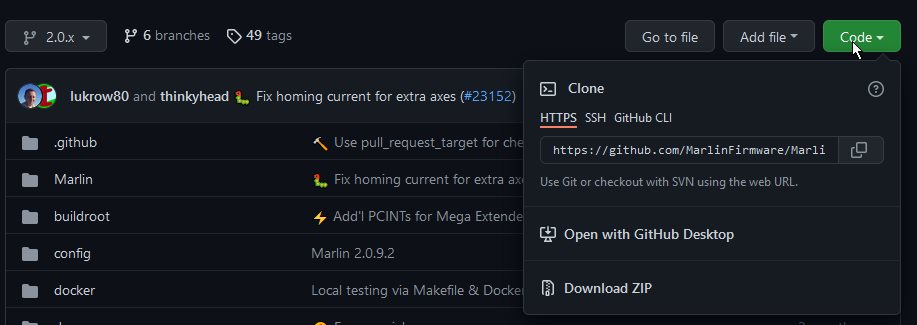 2.0.x 6 branches 49 tags Go to file Add file Code
lukrow80 and thinkyhead Fix homing current for extra axes (#23152)
Clone
HTTPS SSH GitHub CLI
https://github.com/MarlinFirmware/Marli
Use Git or checkout with SVN using the web URL.
Open with GitHub Desktop
Download ZIP
.github Use pull_request_target for che
Marlin Fix homing current for extra axe
buildroot Add'l PCINTs for Mega Extende
config Marlin 2.0.9.2
docker Local testing via Makefile & Docker